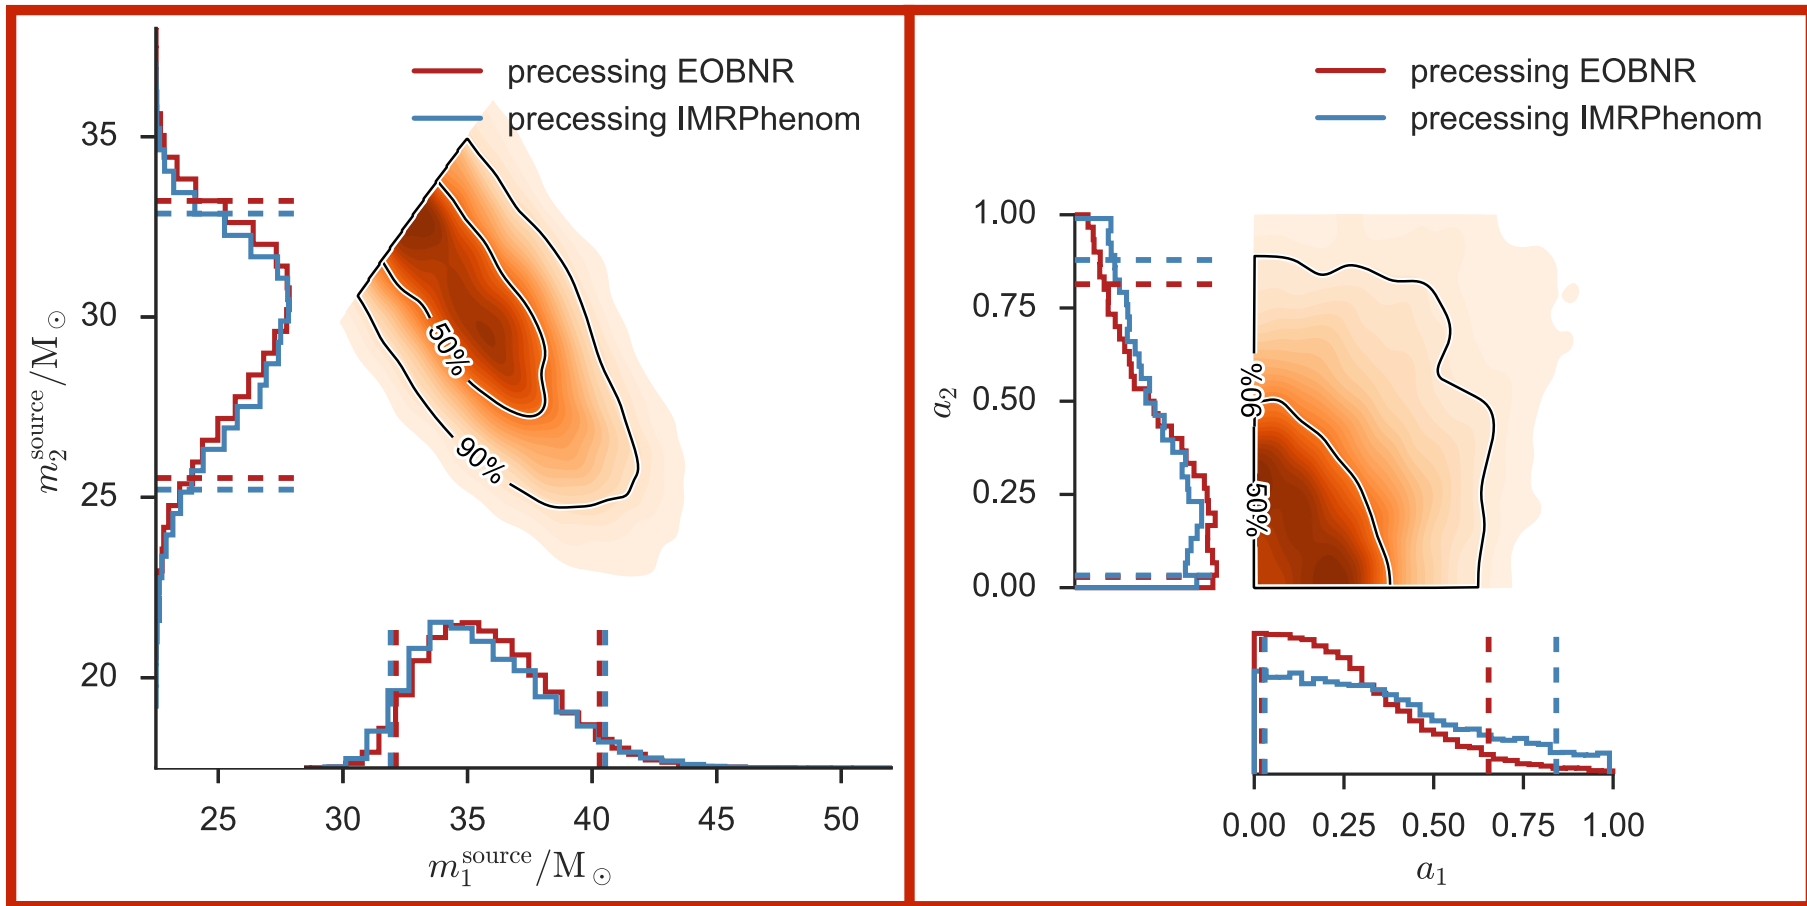 precessing EOBNR
precessing IMRPhenom
35
30
25
20
m_2^source/M_⊙
50%
90%
25 30 35 40 45 50
m_1^source/M_⊙
precessing EOBNR
precessing IMRPhenom
1.00
0.75
0.50
0.25
0.00
a_2
90%
50%
0.00 0.25 0.50 0.75 1.00
a_1